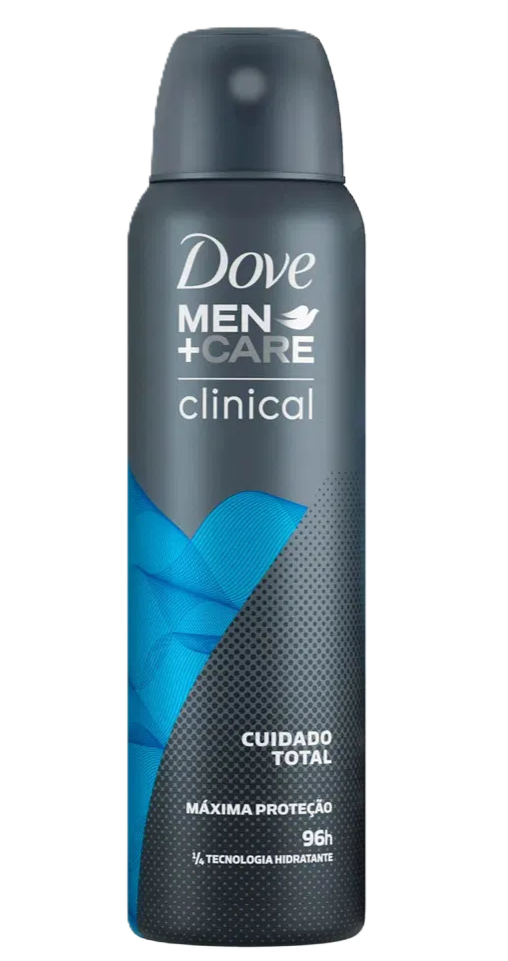 Dove
MEN
+CARE
clinical
CUIDADO
TOTAL
MÁXIMA PROTEÇÃO
96h
¼ TECNOLOGIA HIDRATANTE